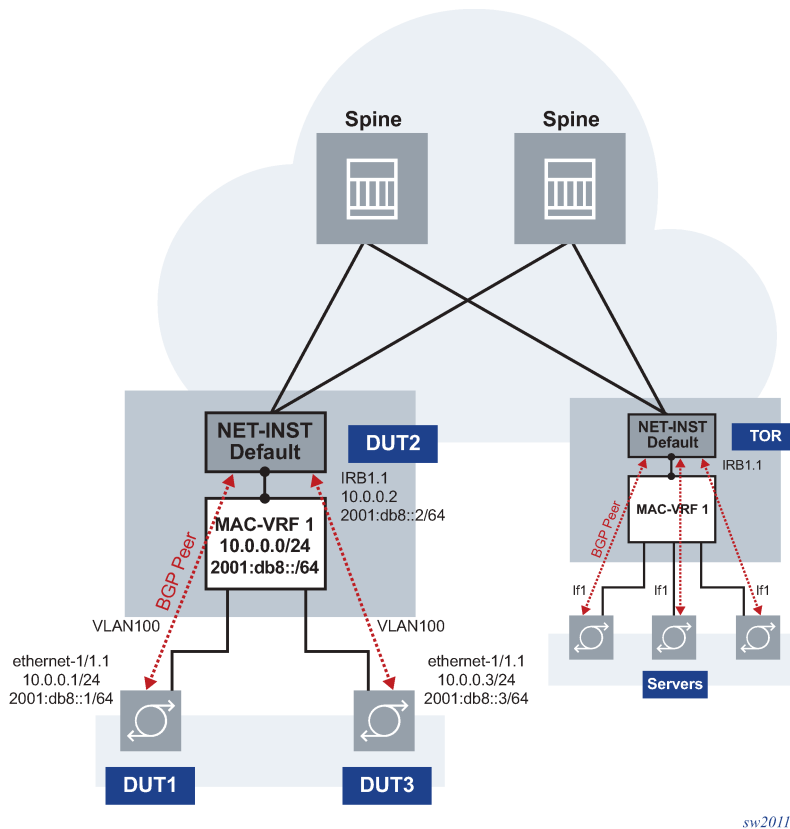 Spine
Spine
NET-INST
Default
DUT2
IRB1.1
10.0.0.2
2001:db8::2/64
MAC-VRF 1
10.0.0.0/24
2001:db8::/64
BGP Peer
VLAN100
VLAN100
ethernet-1/1.1
10.0.0.1/24
2001:db8::1/64
ethernet-1/1.1
10.0.0.3/24
2001:db8::3/64
DUT1
DUT3
NET-INST
Default
TOR
IRB1.1
MAC-VRF 1
BGP Peer
If1
If1
If1
Servers
sw2011